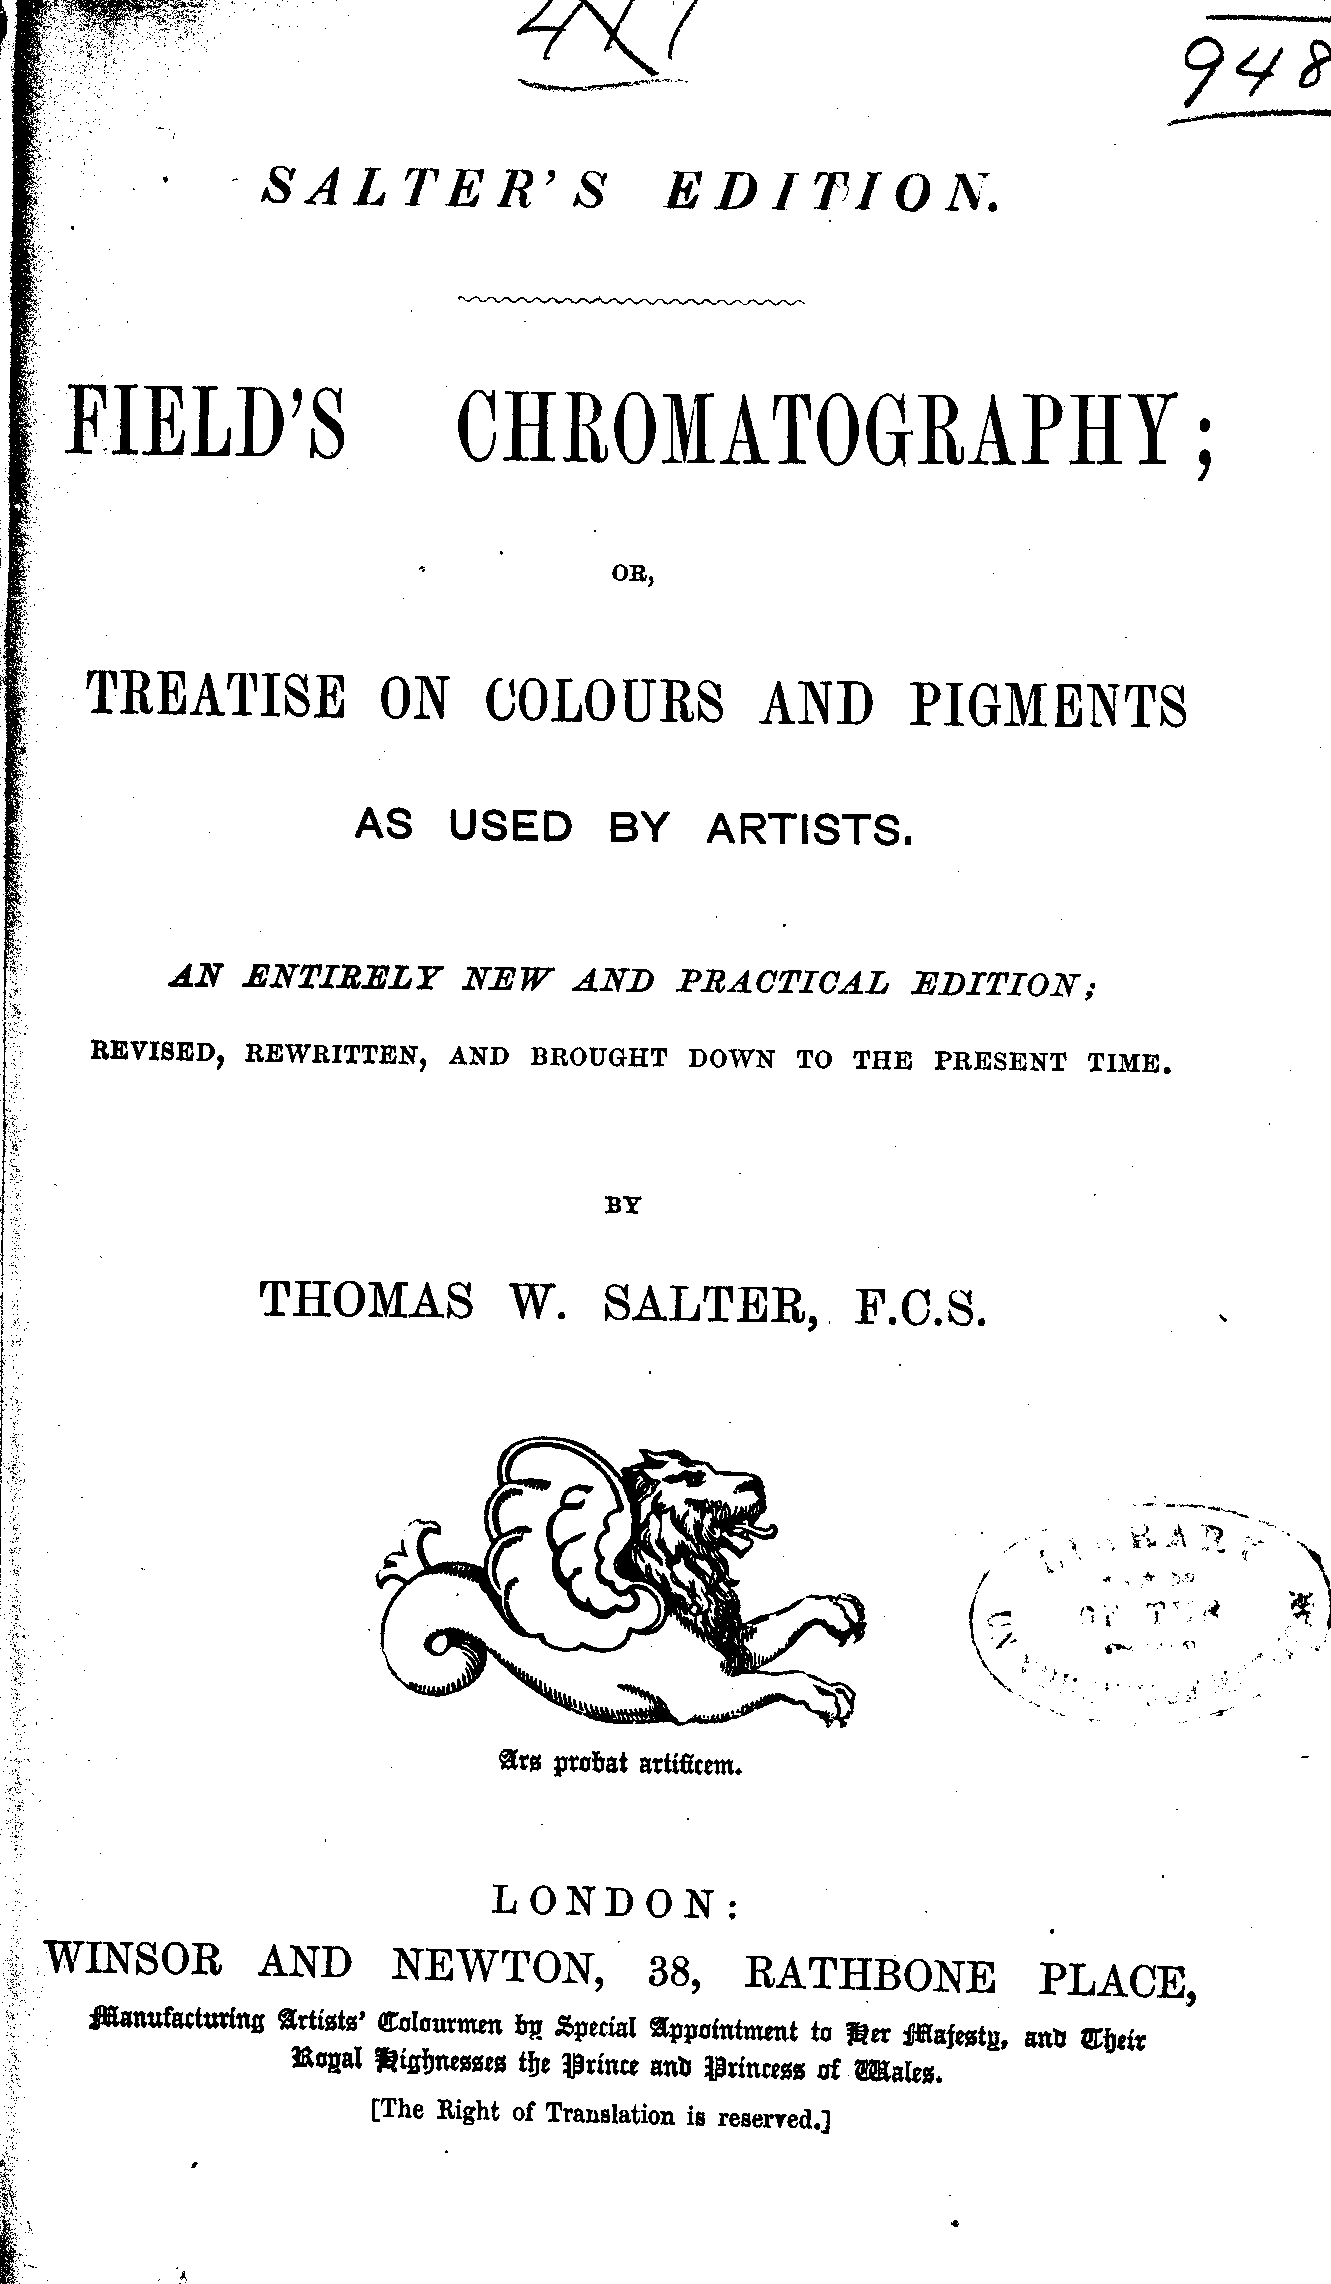 948
SALTER'S EDITION.
FIELD'S CHROMATOGRAPHY;
OR,
TREATISE ON COLOURS AND PIGMENTS
AS USED BY ARTISTS.
AN ENTIRELY NEW AND PRACTICAL EDITION;
REVISED, REWRITTEN, AND BROUGHT DOWN TO THE PRESENT TIME.
BY
THOMAS W. SALTER, F.C.S.
LIBRARY
OF THE
Ars probat artificem.
LONDON:
WINSOR AND NEWTON, 38, RATHBONE PLACE,
Manufacturing Artists' Colourmen by Special Appointment to Her Majesty, and Their
Royal Highnesses the Prince and Princess of Wales.
[The Right of Translation is reserved.]